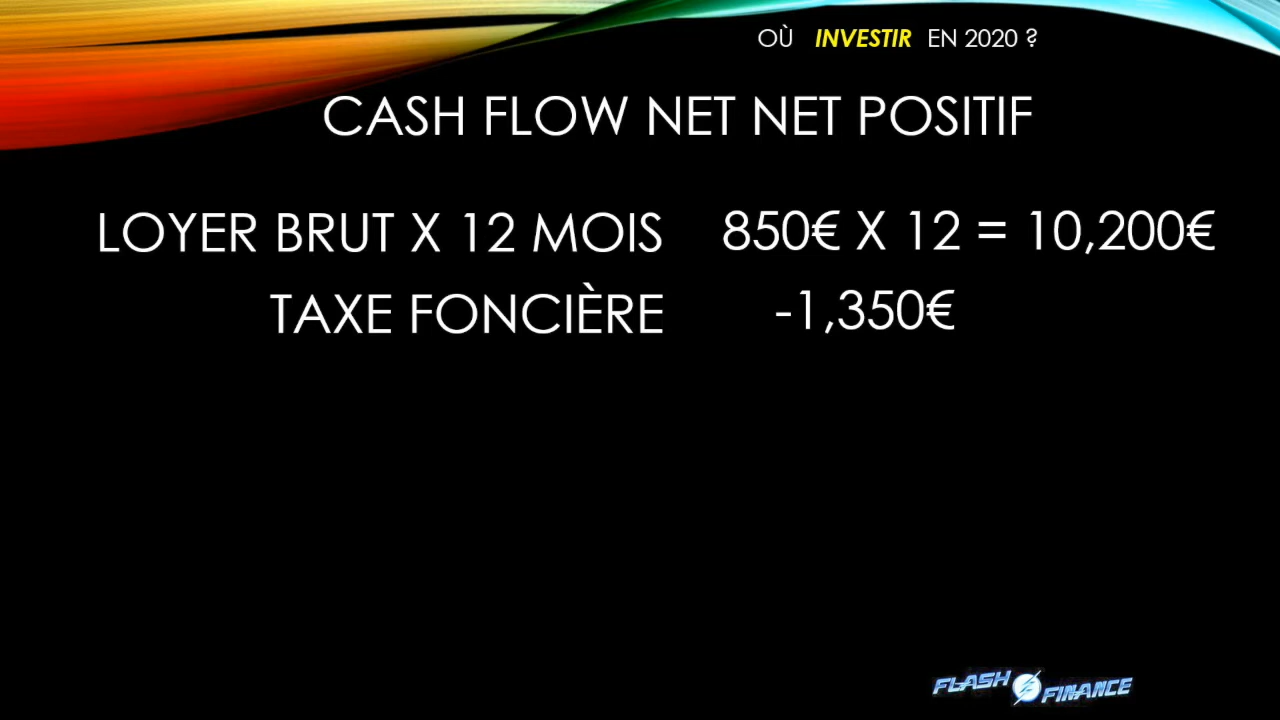 OÙ INVESTIR EN 2020 ?
CASH FLOW NET NET POSITIF
LOYER BRUT X 12 MOIS 850€ X 12 = 10,200€
TAXE FONCIÈRE -1,350€
FLASH FINANCE